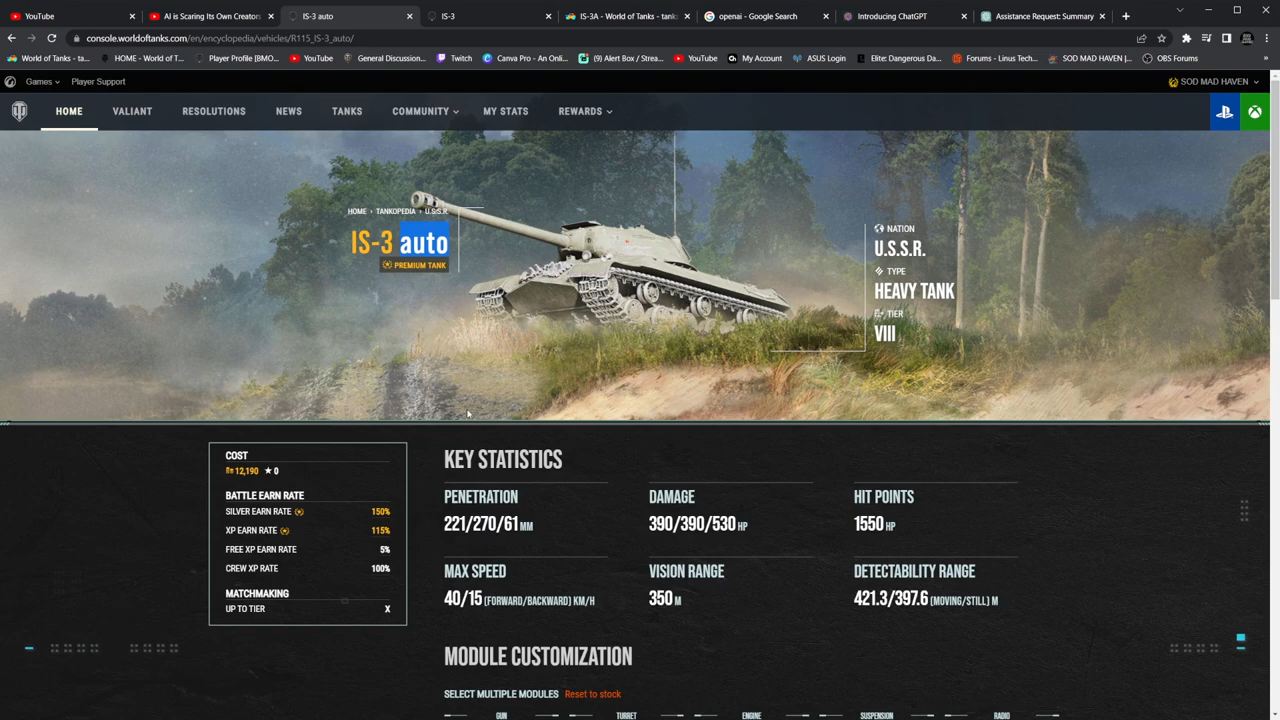 YouTube
AI is Scaring Its Own Creators
IS-3 auto
IS-3
IS-3A - World of Tanks - tanks
openai - Google Search
Introducing ChatGPT
Assistance Request: Summary
console.worldoftanks.com/en/encyclopedia/vehicles/R115_IS-3_auto/
World of Tanks - ta...
HOME - World of T...
Player Profile [BMO...
YouTube
General Discussion...
Twitch
Canva Pro - An Onli...
(9) Alert Box / Strea...
YouTube
My Account
ASUS Login
Elite: Dangerous Da...
Forums - Linus Tech...
SOD MAD HAVEN |...
OBS Forums
Games
Player Support
SOD MAD HAVEN
HOME
VALIANT
RESOLUTIONS
NEWS
TANKS
COMMUNITY
MY STATS
REWARDS
HOME › TANKOPEDIA › U.S.S.R.
IS-3 auto
PREMIUM TANK
NATION
U.S.S.R.
TYPE
HEAVY TANK
TIER
VIII
COST
12,190 ★ 0
BATTLE EARN RATE
SILVER EARN RATE 150%
XP EARN RATE 115%
FREE XP EARN RATE 5%
CREW XP RATE 100%
MATCHMAKING
UP TO TIER X
KEY STATISTICS
PENETRATION
221/270/61 MM
DAMAGE
390/390/530 HP
HIT POINTS
1550 HP
MAX SPEED
40/15 (FORWARD/BACKWARD) KM/H
VISION RANGE
350 M
DETECTABILITY RANGE
421.3/397.6 (MOVING/STILL) M
MODULE CUSTOMIZATION
SELECT MULTIPLE MODULES Reset to stock
GUN
TURRET
ENGINE
SUSPENSION
RADIO